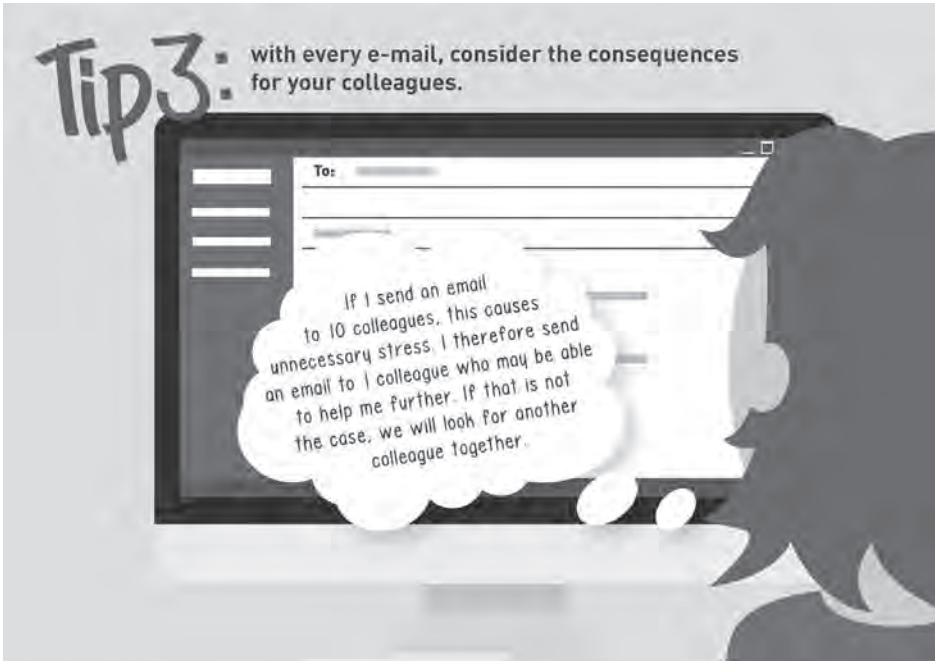 Tip3: with every e-mail, consider the consequences
for your colleagues.
To:
If I send an email
to 10 colleagues, this causes
unnecessary stress. I therefore send
an email to 1 colleague who may be able
to help me further. If that is not
the case, we will look for another
colleague together.